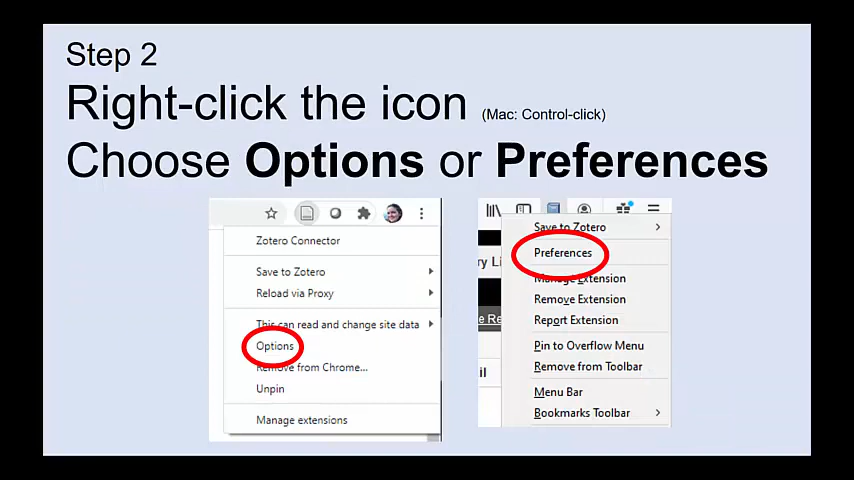 Step 2
Right-click the icon (Mac: Control-click)
Choose Options or Preferences
Zotero Connector
Save to Zotero
Reload via Proxy
This can read and change site data
Options
Remove from Chrome...
Unpin
Manage extensions
Save to Zotero
Preferences
Manage Extension
Remove Extension
Report Extension
Pin to Overflow Menu
Remove from Toolbar
Menu Bar
Bookmarks Toolbar